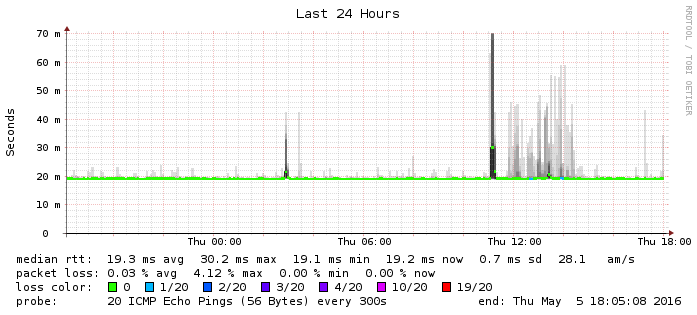 Last 24 Hours
RRDTOOL / TOBI OETIKER
Seconds
70 m
60 m
50 m
40 m
30 m
20 m
10 m
0
Thu 00:00 Thu 06:00 Thu 12:00 Thu 18:00
median rtt: 19.3 ms avg 30.2 ms max 19.1 ms min 19.2 ms now 0.7 ms sd 28.1 am/s
packet loss: 0.03 % avg 4.12 % max 0.00 % min 0.00 % now
loss color: 0 1/20 2/20 3/20 4/20 10/20 19/20
probe: 20 ICMP Echo Pings (56 Bytes) every 300s end: Thu May 5 18:05:08 2016